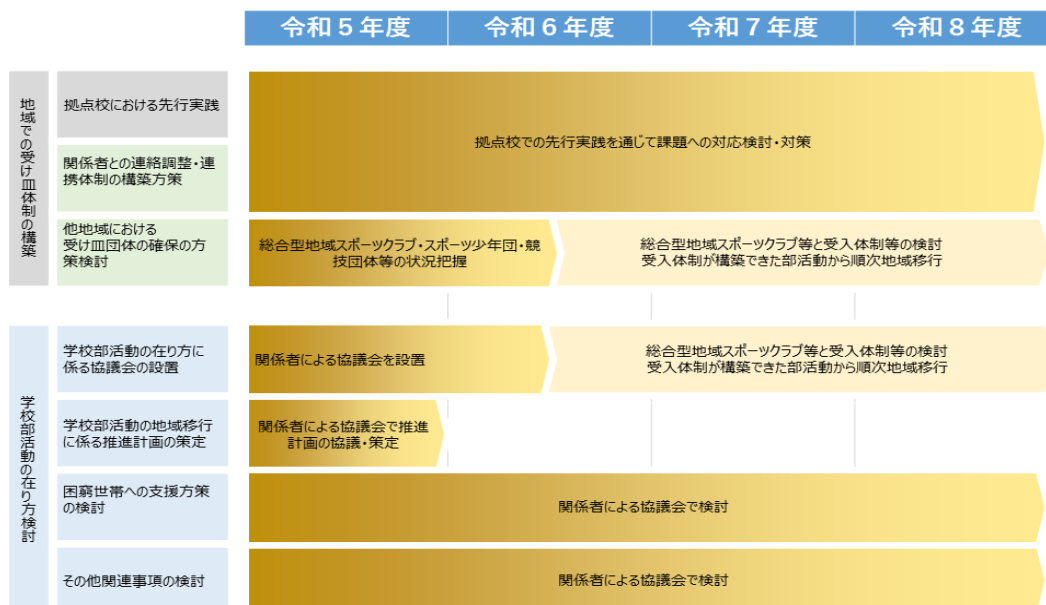 令和５年度
令和６年度
令和７年度
令和８年度
地域での受け皿体制の構築
拠点校における先行実践
拠点校での先行実践を通じて課題への対応検討・対策
関係者との連絡調整・連
携体制の構築方策
他地域における
受け皿団体の確保の方
策検討
総合型地域スポーツクラブ・スポーツ少年団・競
技団体等の状況把握
総合型地域スポーツクラブ等と受入体制等の検討
受入体制が構築できた部活動から順次地域移行
学校部活動の在り方検討
学校部活動の在り方に
係る協議会の設置
関係者による協議会を設置
総合型地域スポーツクラブ等と受入体制等の検討
受入体制が構築できた部活動から順次地域移行
学校部活動の地域移行
に係る推進計画の策定
関係者による協議会で推進
計画の協議・策定
困窮世帯への支援方策
の検討
関係者による協議会で検討
その他関連事項の検討
関係者による協議会で検討